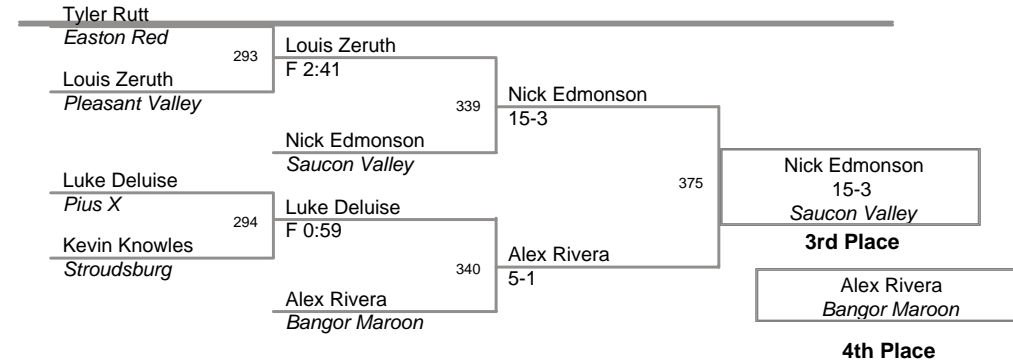 Tyler Rutt
Easton Red
293
Louis Zeruth
F 2:41
Louis Zeruth
Pleasant Valley
339
Nick Edmonson
15-3
Nick Edmonson
Saucon Valley
375
Nick Edmonson
15-3
Saucon Valley
3rd Place
Luke Deluise
Pius X
294
Luke Deluise
F 0:59
Kevin Knowles
Stroudsburg
340
Alex Rivera
5-1
Alex Rivera
Bangor Maroon
Alex Rivera
Bangor Maroon
4th Place